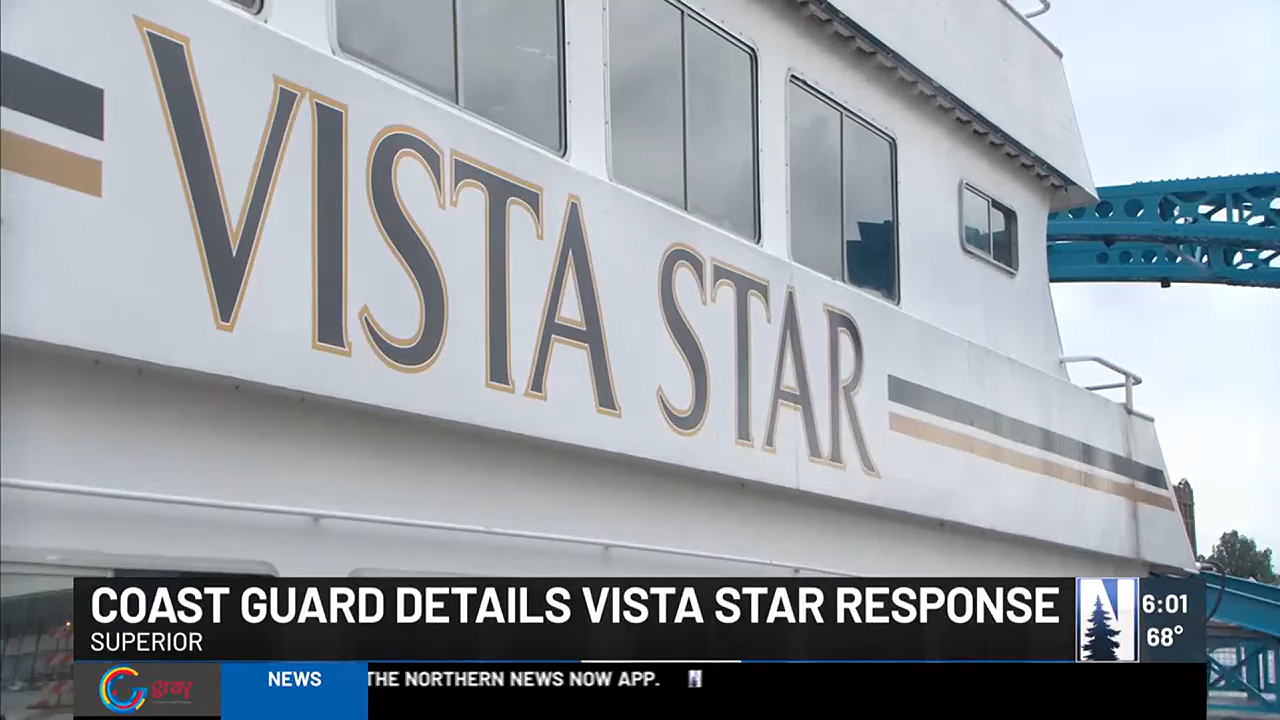 VISTA STAR
COAST GUARD DETAILS VISTA STAR RESPONSE
SUPERIOR
N
6:01
68°
gray
NEWS
THE NORTHERN NEWS NOW APP.